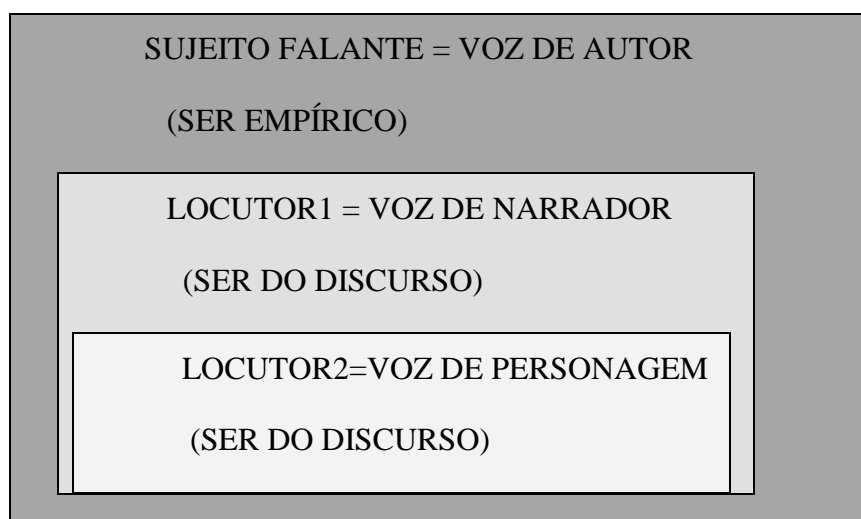 SUJEITO FALANTE = VOZ DE AUTOR
(SER EMPÍRICO)
LOCUTOR1 = VOZ DE NARRADOR
(SER DO DISCURSO)
LOCUTOR2=VOZ DE PERSONAGEM
(SER DO DISCURSO)